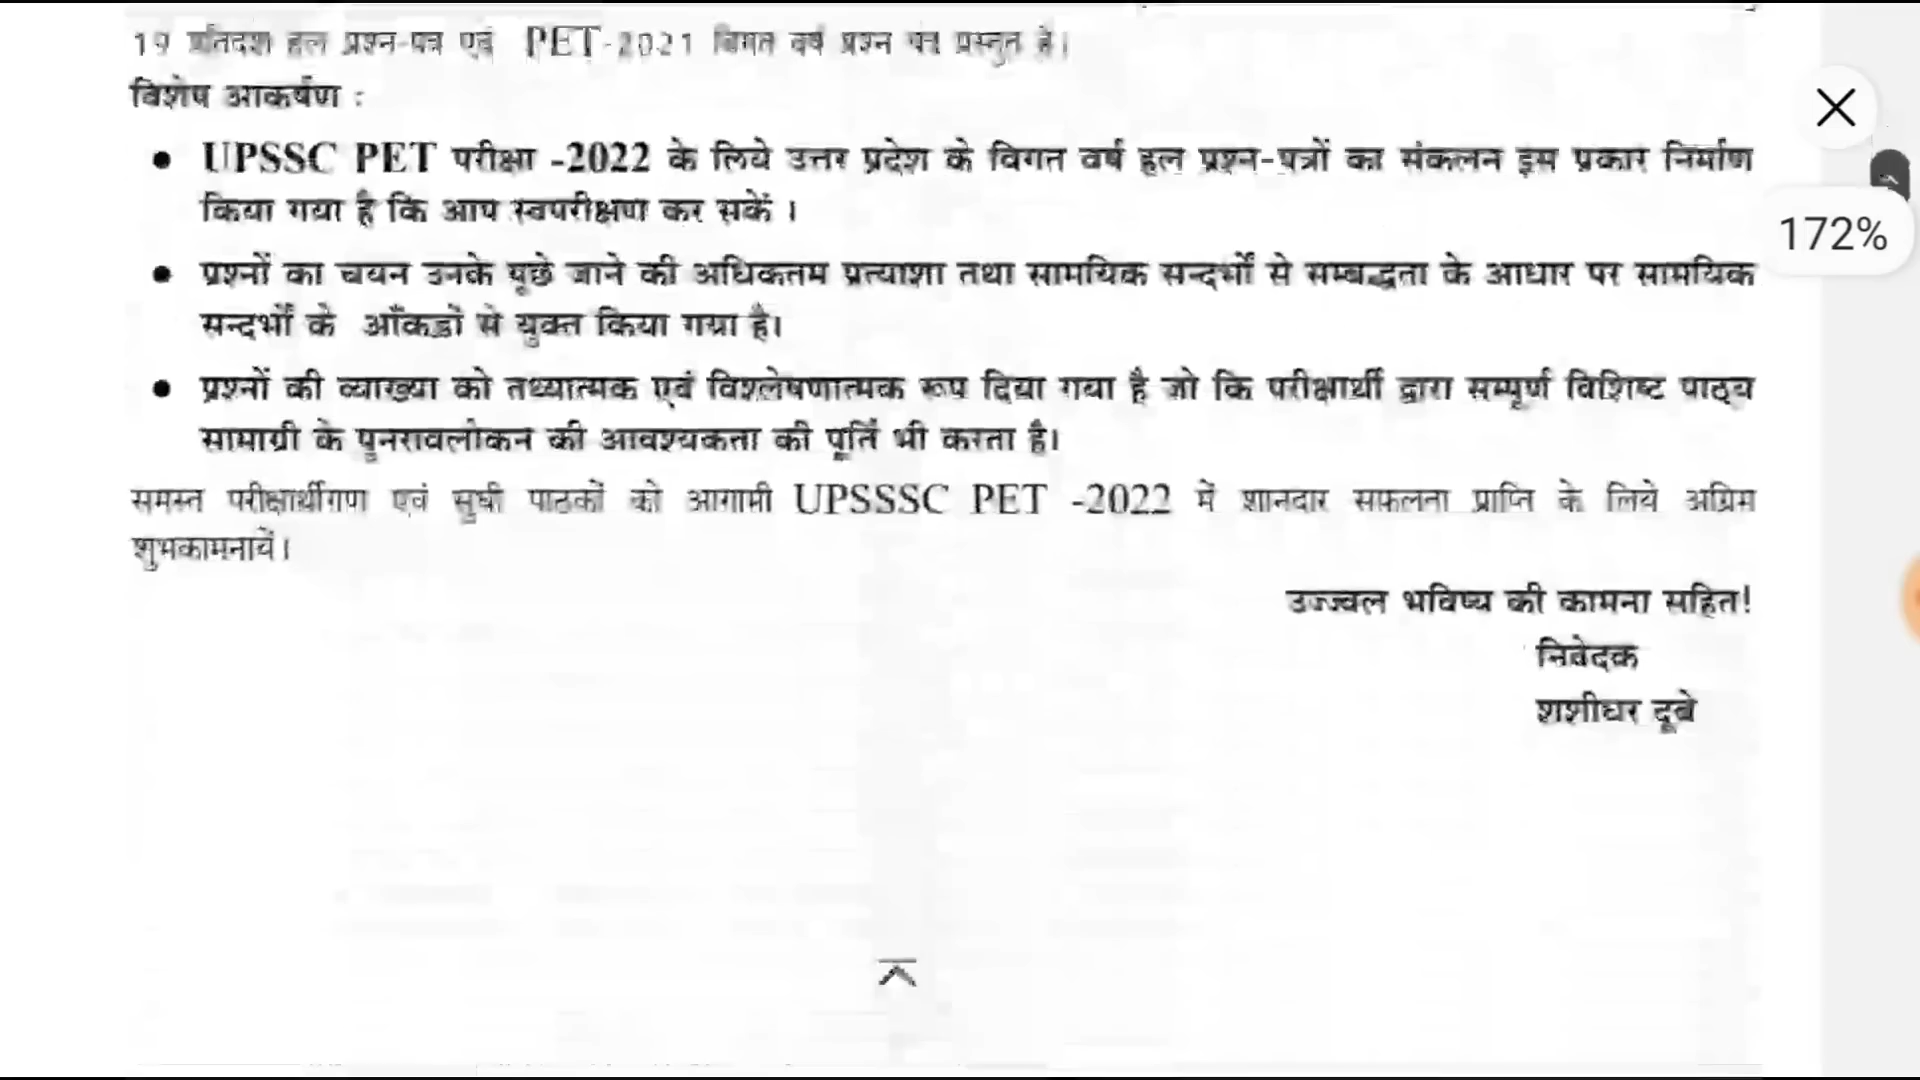 19 प्रतिदर्श हल प्रश्न-पत्र एवं PET-2021 विगत वर्ष प्रश्न पत्र प्रस्तुत है।
विशेष आकर्षण :
● UPSSC PET परीक्षा -2022 के लिये उत्तर प्रदेश के विगत वर्ष हल प्रश्न-पत्रों का संकलन इस प्रकार निर्माण
किया गया है कि आप स्वपरीक्षण कर सकें ।
172%
● प्रश्नों का चयन उनके पूछे जाने की अधिकतम प्रत्याशा तथा सामयिक सन्दर्भों से सम्बद्धता के आधार पर सामयिक
सन्दर्भों के आँकडों से युक्त किया गया है।
● प्रश्नों की व्याख्या को तथ्यात्मक एवं विश्लेषणात्मक रूप दिया गया है जो कि परीक्षार्थी द्वारा सम्पूर्ण विशिष्ट पाठ्य
सामाग्री के पुनरावलोकन की आवश्यकता की पूर्ति भी करता है।
समस्त परीक्षार्थीगण एवं सुधी पाठकों को आगामी UPSSSC PET -2022 में शानदार सफलता प्राप्ति के लिये अग्रिम
शुभकामनायें।
उज्ज्वल भविष्य की कामना सहित!
निवेदक
शशीधर दूबे